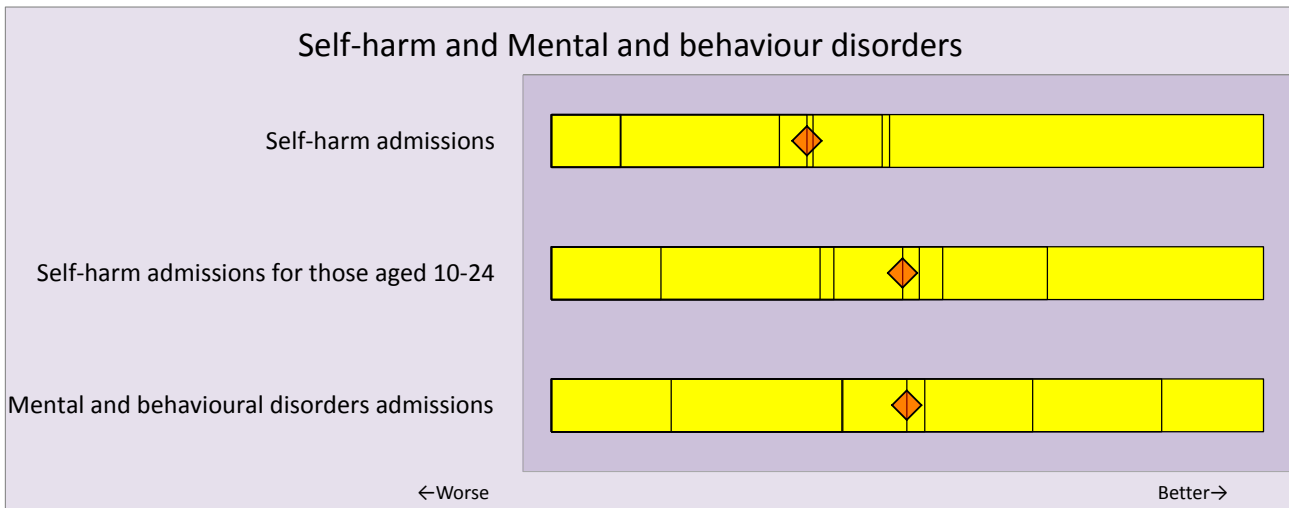 Self-harm and Mental and behaviour disorders
Self-harm admissions
Self-harm admissions for those aged 10-24
Mental and behavioural disorders admissions
←Worse
Better→